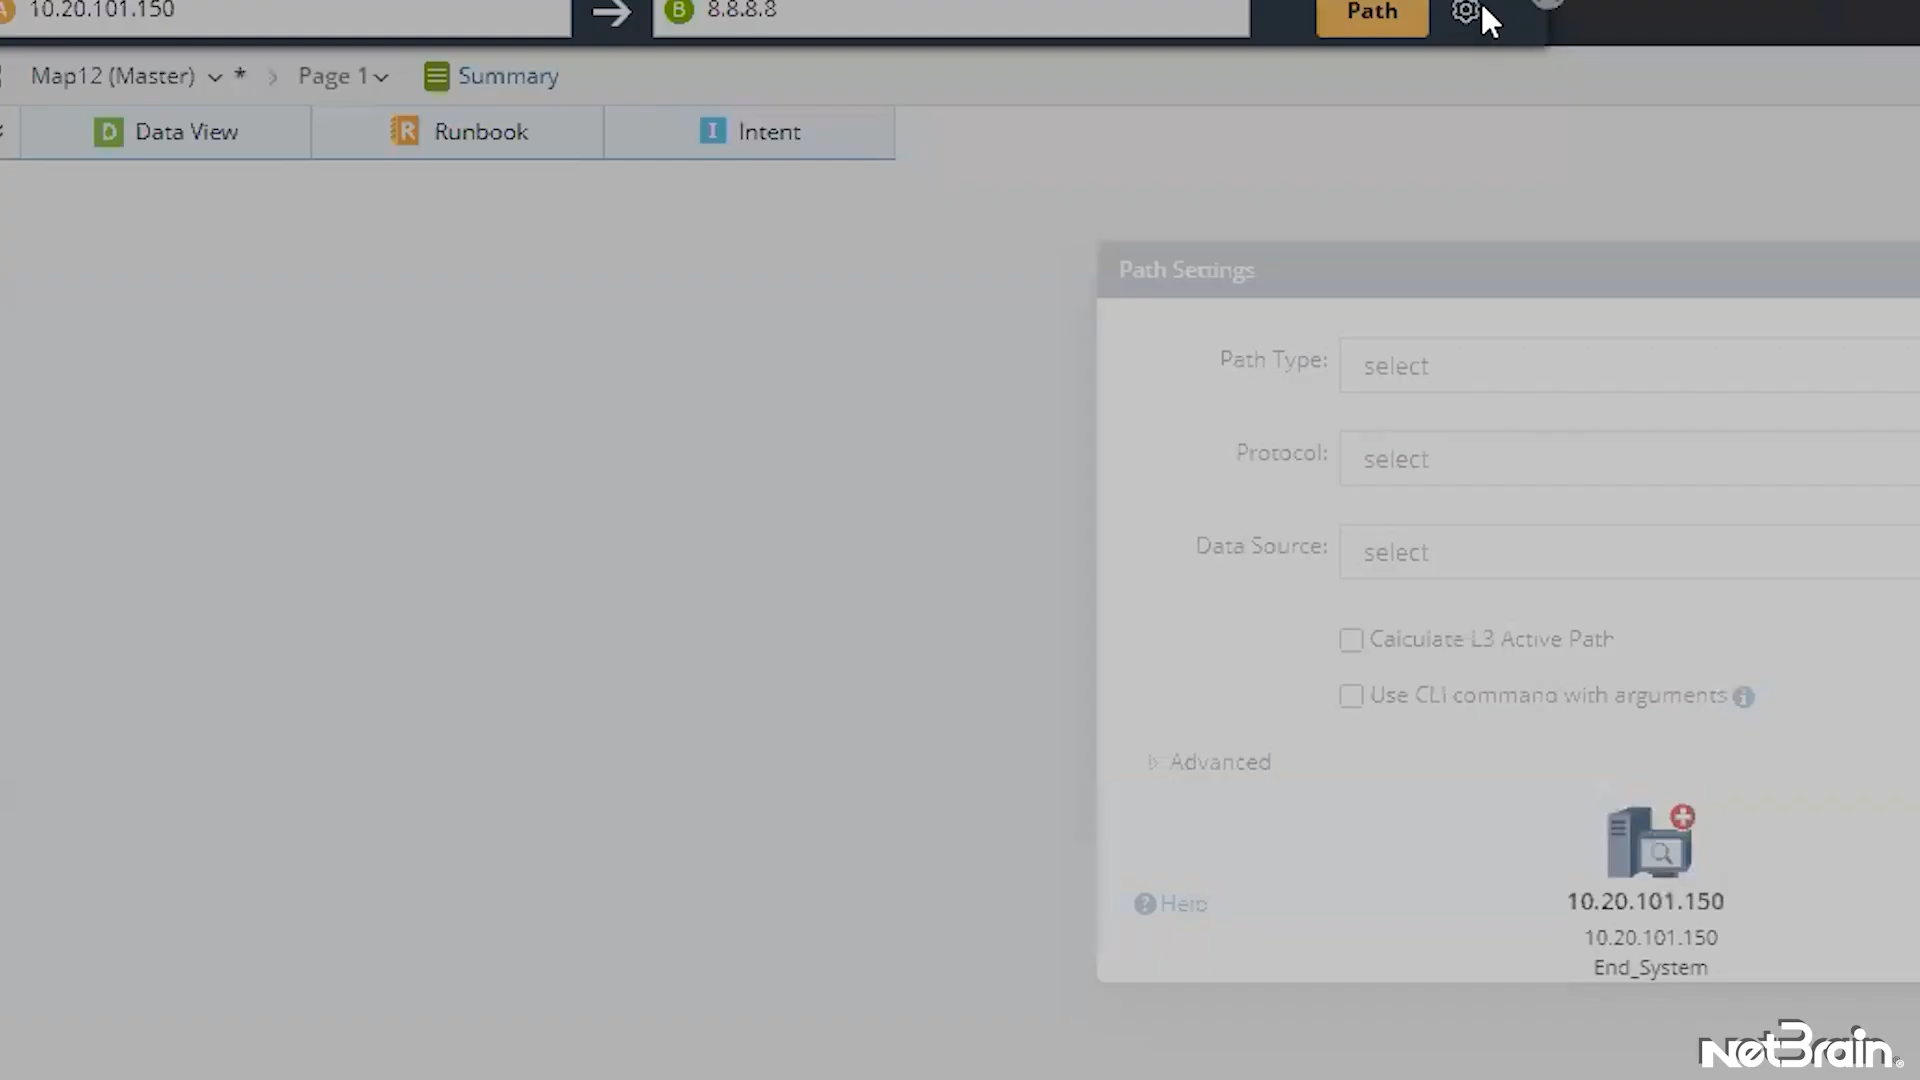 A 10.20.101.150 B 8.8.8.8 Path
Map12 (Master) * Page 1 Summary
D Data View R Runbook I Intent
Path Settings
Path Type: select
Protocol: select
Data Source: select
Calculate L3 Active Path
Use CLI command with arguments i
Advanced
10.20.101.150
? Help
10.20.101.150
End_System
NetBrain®